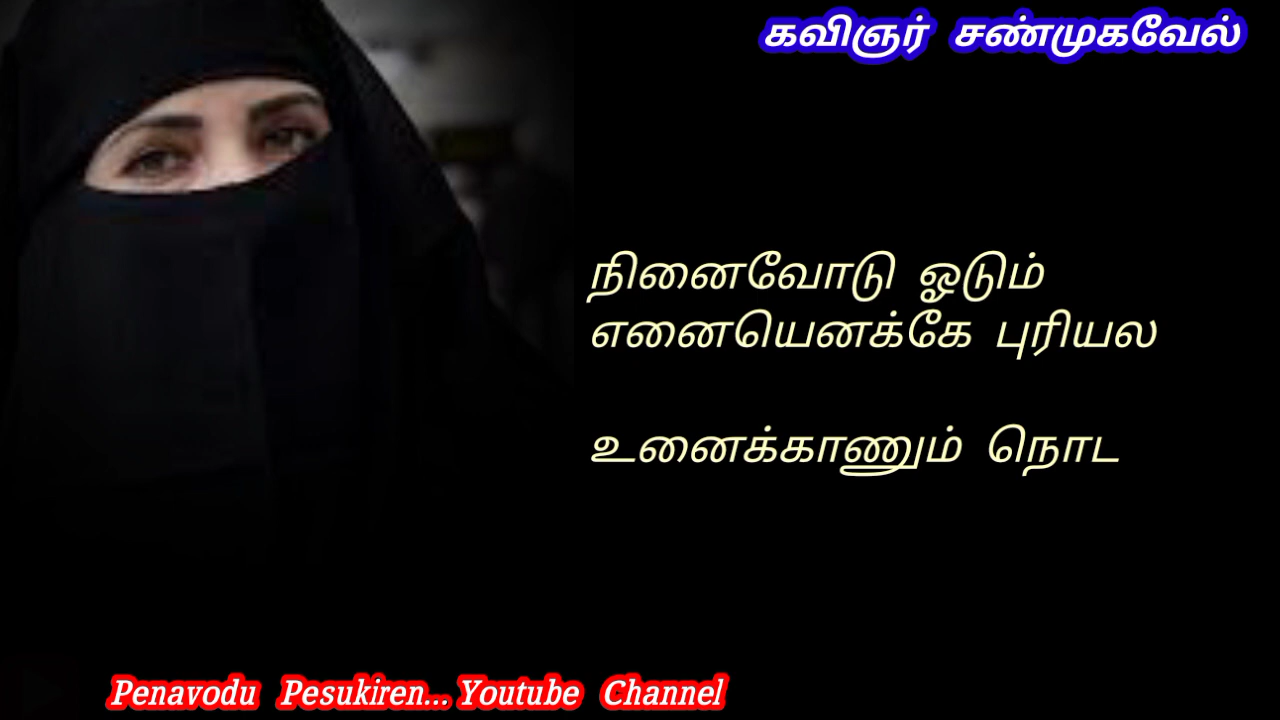 கவிஞர் சண்முகவேல்
நினைவோடு ஓடும்
எனையெனக்கே புரியல
உனைக்காணும் நொட
Penavodu Pesukiren... Youtube Channel